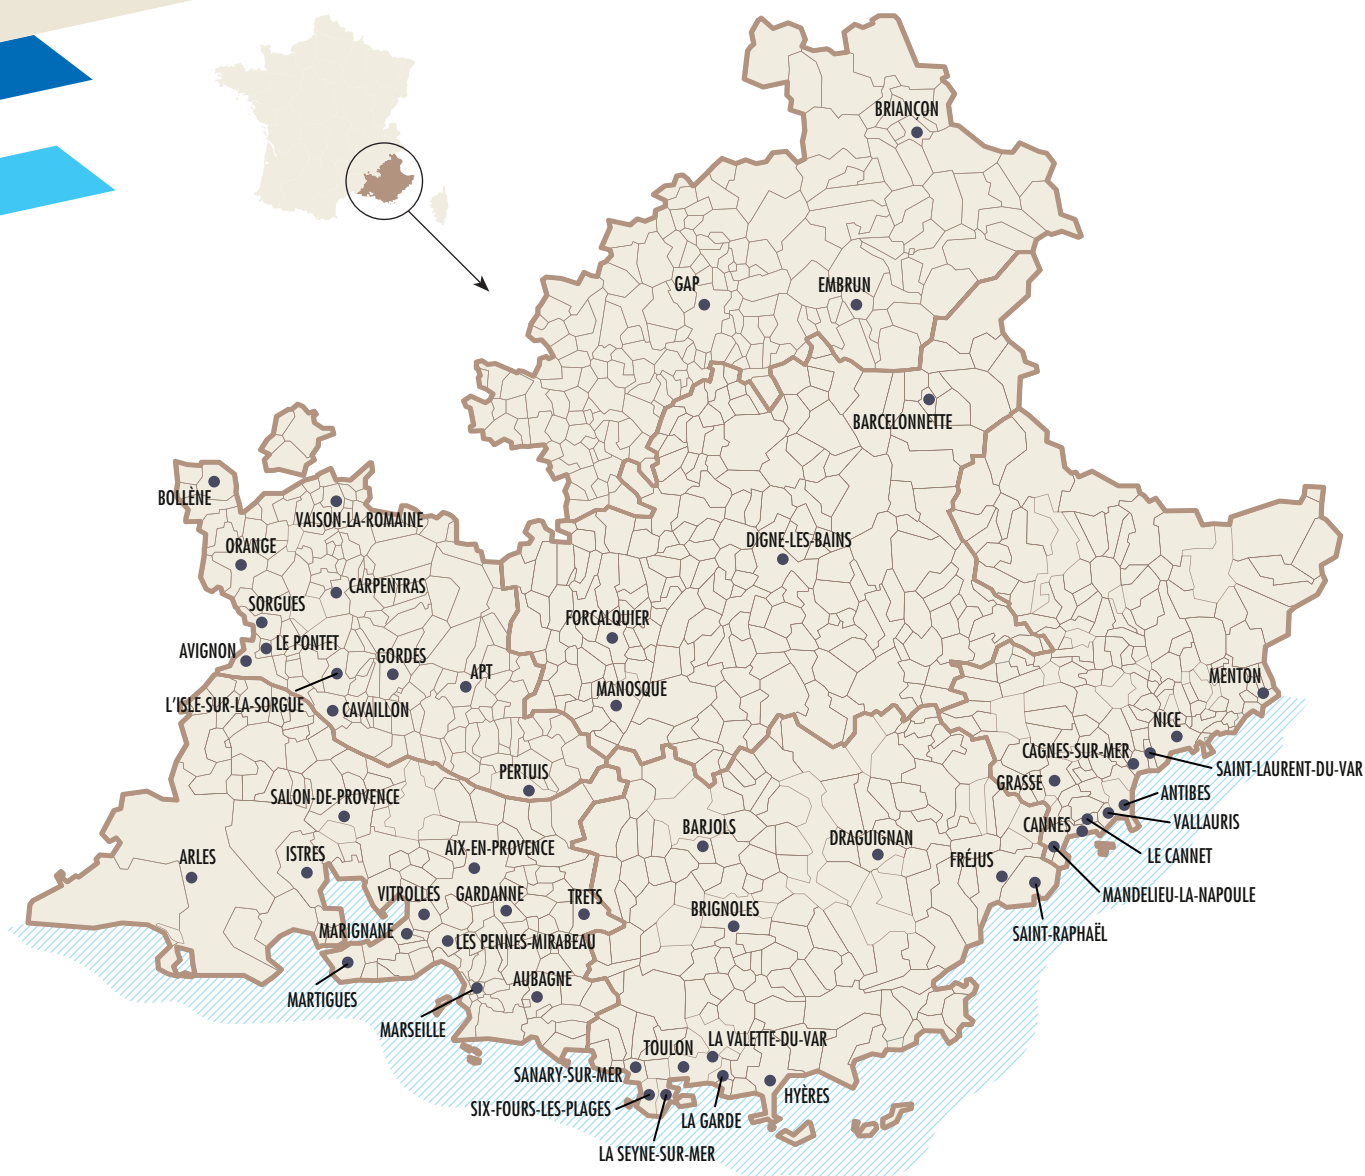 BRIANÇON
GAP
EMBRUN
BARCELONNETTE
BOLLÈNE
VAISON-LA-ROMAINE
ORANGE
DIGNE-LES-BAINS
CARPENTRAS
SORGUES
FORCALQUIER
LE PONTET
AVIGNON
GORDES
APT
MENTON
MANOSQUE
L'ISLE-SUR-LA-SORGUE
CAVAILLON
NICE
CAGNES-SUR-MER
SAINT-LAURENT-DU-VAR
PERTUIS
GRASSE
ANTIBES
SALON-DE-PROVENCE
VALLAURIS
CANNES
BARJOLS
DRAGUIGNAN
AIX-EN-PROVENCE
ISTRES
ARLES
LE CANNET
FRÉJUS
VITROLLES
GARDANNE
TRETS
MANDELIEU-LA-NAPOULE
BRIGNOLES
MARIGNANE
SAINT-RAPHAËL
LES PENNES-MIRABEAU
AUBAGNE
MARTIGUES
MARSEILLE
LA VALETTE-DU-VAR
TOULON
SANARY-SUR-MER
HYÈRES
SIX-FOURS-LES-PLAGES
LA GARDE
LA SEYNE-SUR-MER